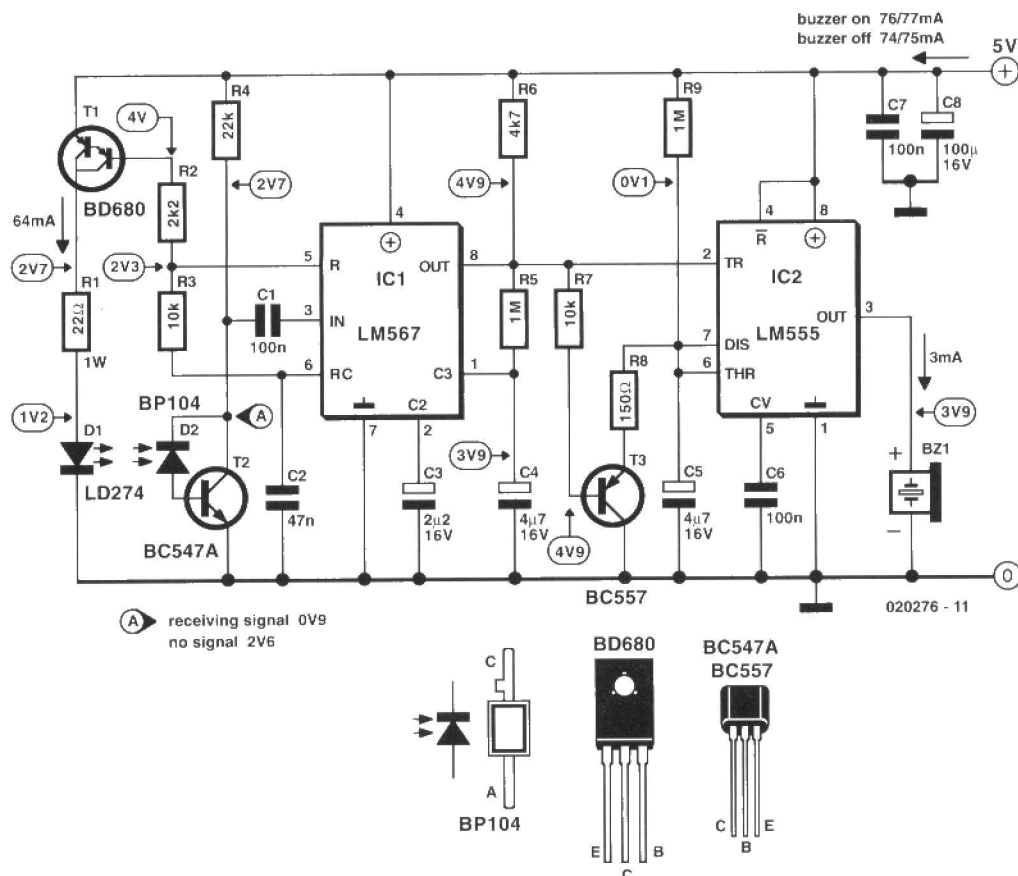 buzzer on 76/77mA
buzzer off 74/75mA
5V
+
R4
22k
R6
4k7
R9
1M
C7
100n
C8
100µ
16V
T1
4V
BD680
R2
2k2
2V7
4V9
0V1
64mA
2V7
2V3
R1
22Ω
1W
R3
10k
C1
100n
4
5
R
IC1
OUT
8
3
IN
LM567
6
RC
C3
1
C2
7
2
R5
1M
R7
10k
4
R
8
2
TR
IC2
OUT
3
LM555
7
DIS
6
THR
CV
5
1
R8
150Ω
3mA
3V9
1V2
BP104
D1
D2
A
LD274
T2
BC547A
C2
47n
C3
2µ2
16V
3V9
C4
4µ7
16V
T3
4V9
BC557
C5
4µ7
16V
C6
100n
+
BZ1
–
0
020276 - 11
A receiving signal 0V9
no signal 2V6
C
A
BP104
BD680
E
C
B
BC547A
BC557
C
B
E